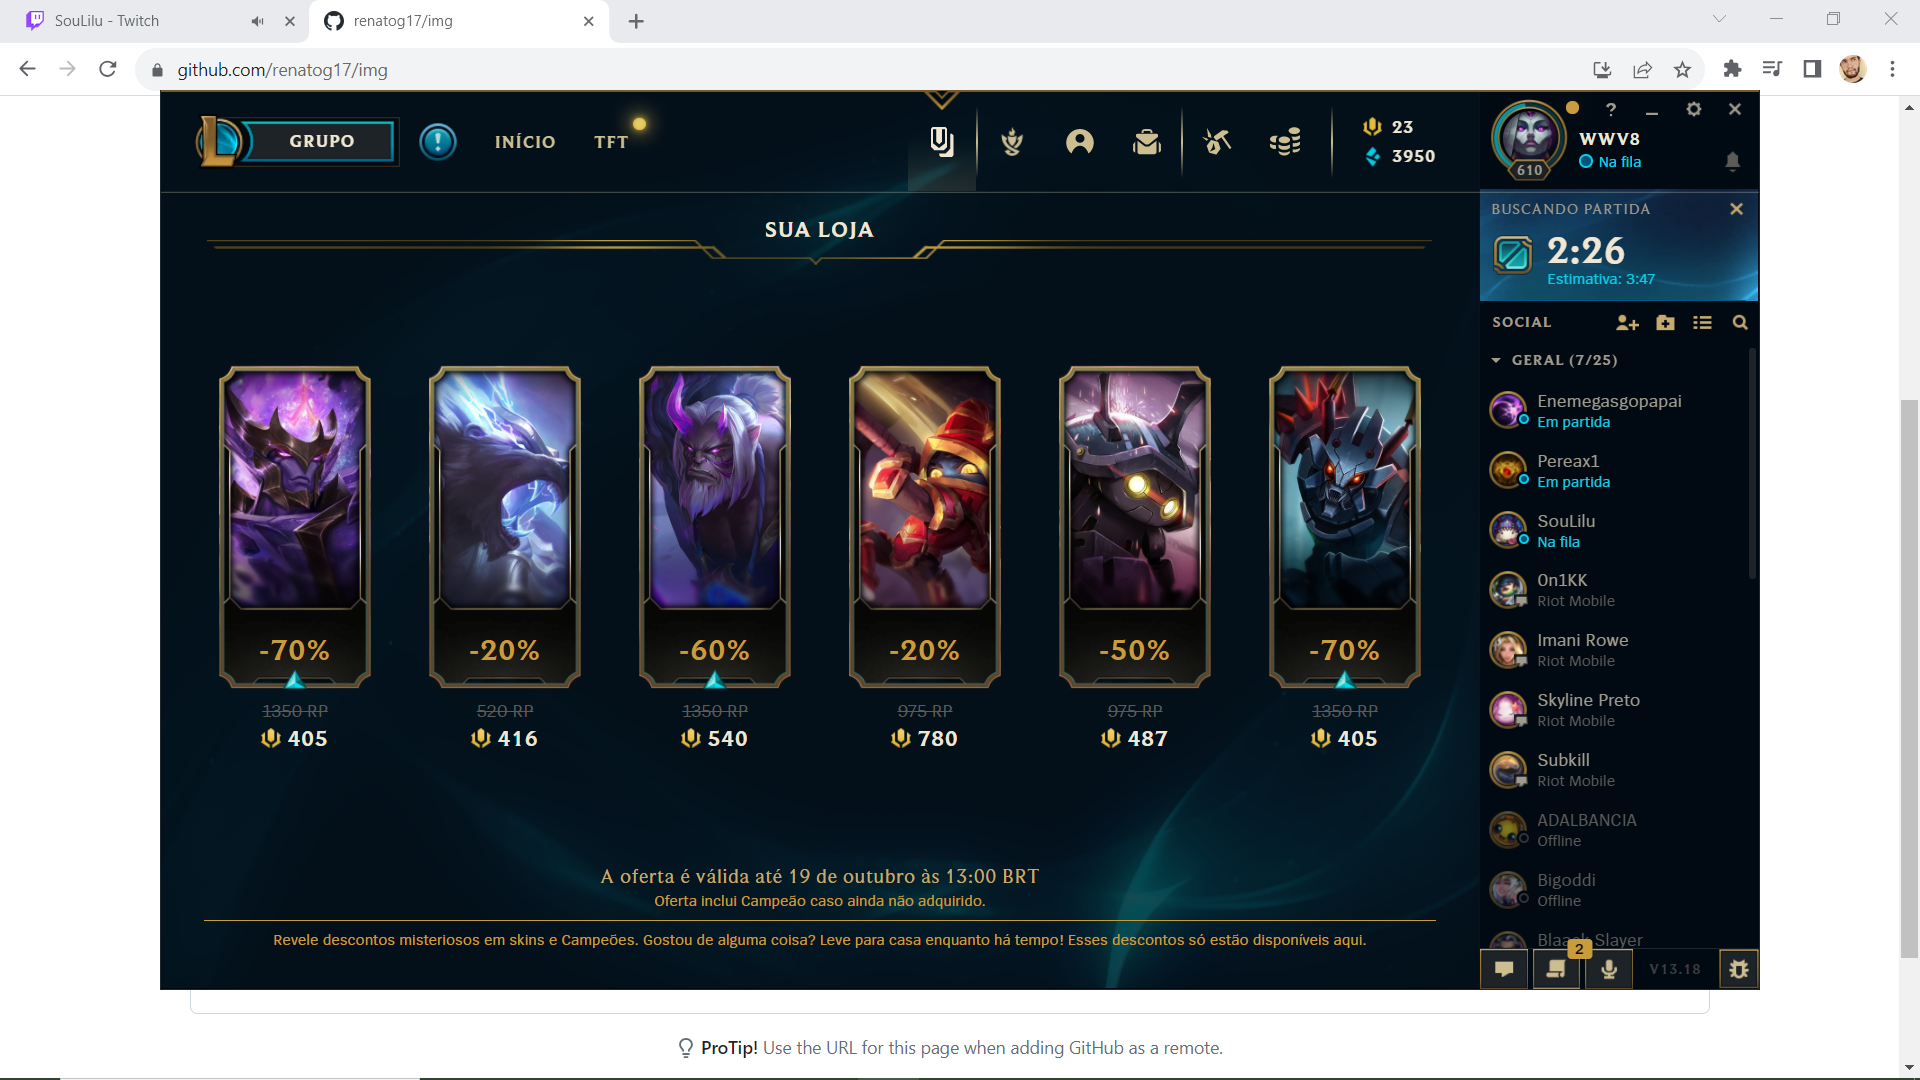 SouLilu - Twitch
renatog17/img
github.com/renatog17/img
GRUPO
INÍCIO
TFT
23
3950
610
WWV8
Na fila
BUSCANDO PARTIDA
2:26
Estimativa: 3:47
SUA LOJA
-70%
-20%
-60%
-20%
-50%
-70%
1350 RP
520 RP
1350 RP
975 RP
975 RP
1350 RP
405
416
540
780
487
405
A oferta é válida até 19 de outubro às 13:00 BRT
Oferta inclui Campeão caso ainda não adquirido.
Revele descontos misteriosos em skins e Campeões. Gostou de alguma coisa? Leve para casa enquanto há tempo! Esses descontos só estão disponíveis aqui.
SOCIAL
GERAL (7/25)
Enemegasgopapai
Em partida
Pereax1
Em partida
SouLilu
Na fila
0n1KK
Riot Mobile
Imani Rowe
Riot Mobile
Skyline Preto
Riot Mobile
Subkill
Riot Mobile
ADALBANCIA
Offline
Bigoddi
Offline
Slayer
2
V13.18
ProTip! Use the URL for this page when adding GitHub as a remote.